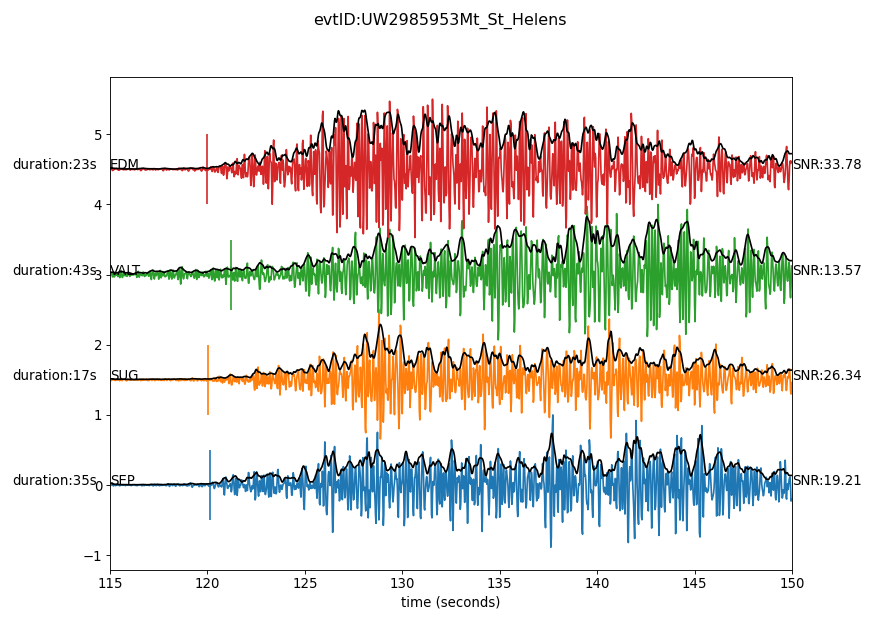 evtID:UW2985953Mt_St_Helens
5
duration:23s EDM SNR:33.78
4
duration:43s VALT SNR:13.57
3
2
duration:17s SUG SNR:26.34
1
duration:35s SEP SNR:19.21
0
−1
115 120 125 130 135 140 145 150
time (seconds)